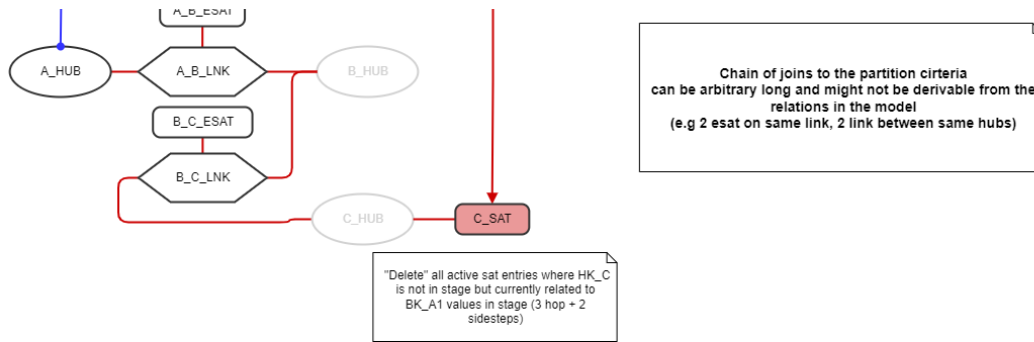 A_B_ESAT
A_HUB
A_B_LNK
B_HUB
B_C_ESAT
B_C_LNK
C_HUB
C_SAT
Chain of joins to the partition cirteria
can be arbitrary long and might not be derivable from the
relations in the model
(e.g 2 esat on same link, 2 link between same hubs)
"Delete" all active sat entries where HK_C
is not in stage but currently related to
BK_A1 values in stage (3 hop + 2
sidesteps)